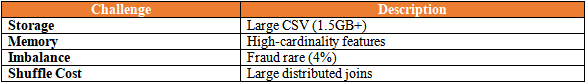 Challenge Description
Storage Large CSV (1.5GB+)
Memory High-cardinality features
Imbalance Fraud rare (4%)
Shuffle Cost Large distributed joins